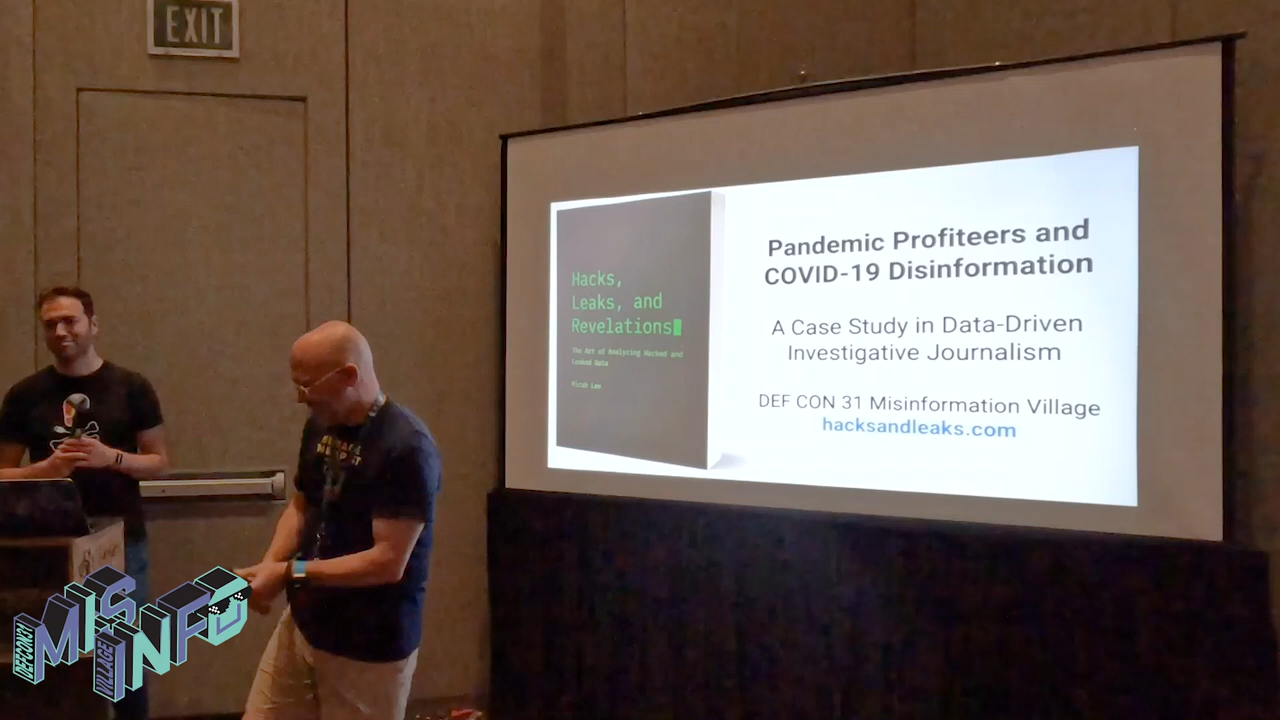 EXIT
Hacks,
Leaks, and
Revelations
The Art of Analyzing Hacked and
Leaked Data
Micah Lee
Pandemic Profiteers and
COVID-19 Disinformation
A Case Study in Data-Driven
Investigative Journalism
DEF CON 31 Misinformation Village
hacksandleaks.com
DEFCON31
MIS
VILLAGE
INFO